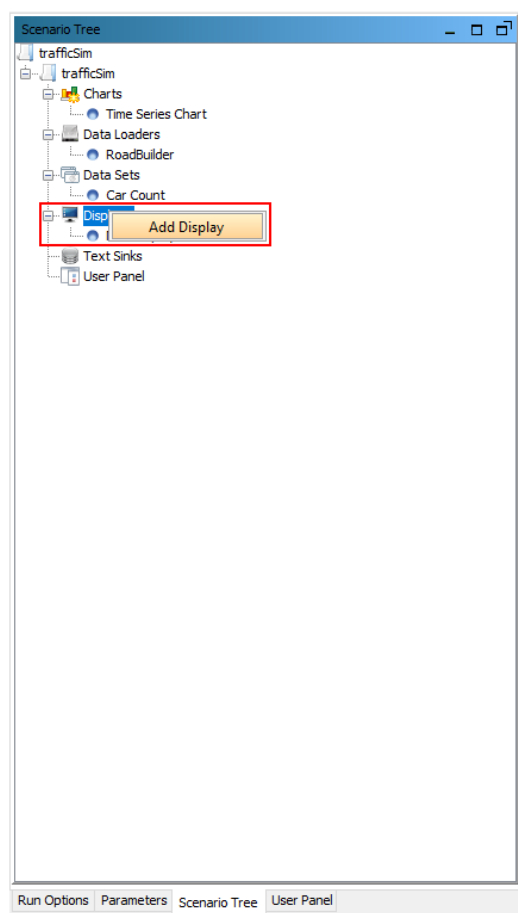 Scenario Tree
trafficSim
trafficSim
Charts
Time Series Chart
Data Loaders
RoadBuilder
Data Sets
Car Count
Add Display
Text Sinks
User Panel
Run Options Parameters Scenario Tree User Panel